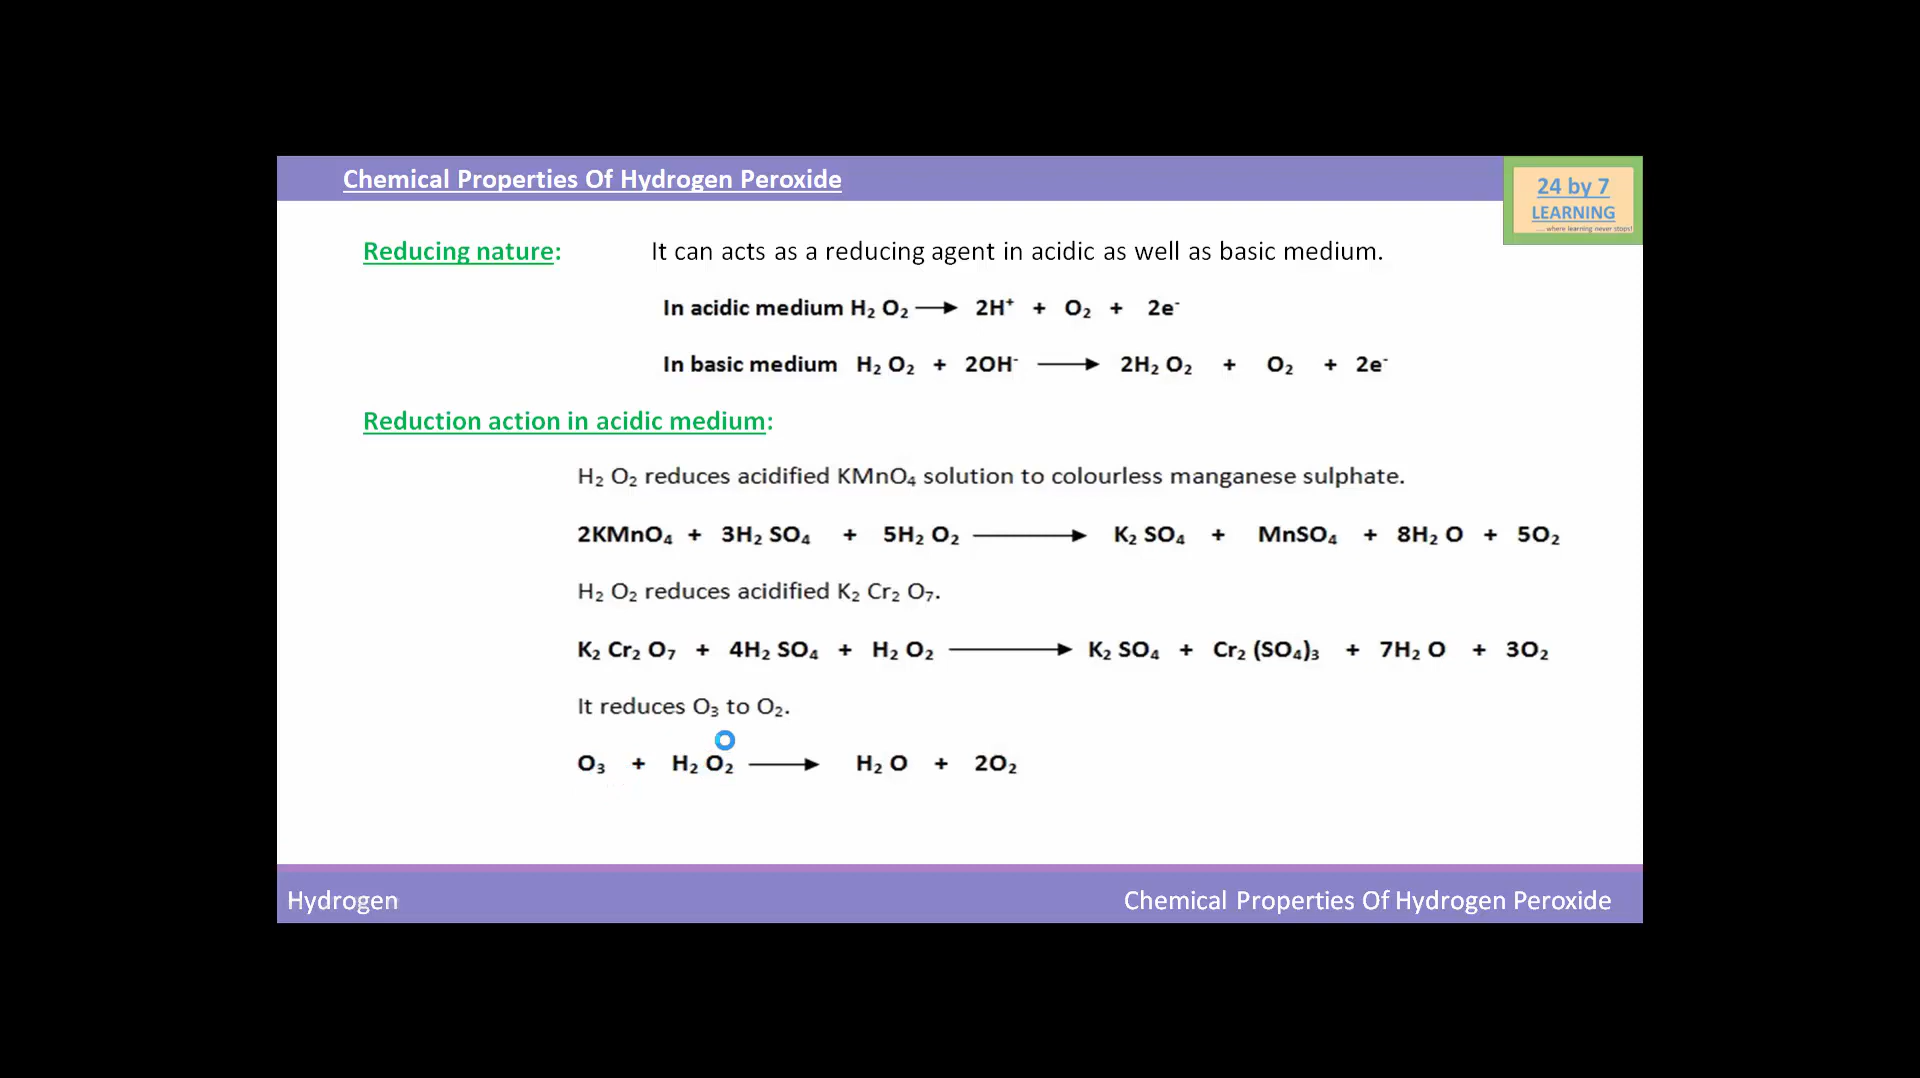 Chemical Properties Of Hydrogen Peroxide
24 by 7
LEARNING
.... where learning never stops!
Reducing nature: It can acts as a reducing agent in acidic as well as basic medium.
In acidic medium H₂ O₂ ⟶ 2H⁺ + O₂ + 2e⁻
In basic medium H₂ O₂ + 2OH⁻ ⟶ 2H₂ O₂ + O₂ + 2e⁻
Reduction action in acidic medium:
H₂ O₂ reduces acidified KMnO₄ solution to colourless manganese sulphate.
2KMnO₄ + 3H₂ SO₄ + 5H₂ O₂ ⟶ K₂ SO₄ + MnSO₄ + 8H₂ O + 5O₂
H₂ O₂ reduces acidified K₂ Cr₂ O₇.
K₂ Cr₂ O₇ + 4H₂ SO₄ + H₂ O₂ ⟶ K₂ SO₄ + Cr₂ (SO₄)₃ + 7H₂ O + 3O₂
It reduces O₃ to O₂.
O₃ + H₂ O₂ ⟶ H₂ O + 2O₂
Hydrogen
Chemical Properties Of Hydrogen Peroxide